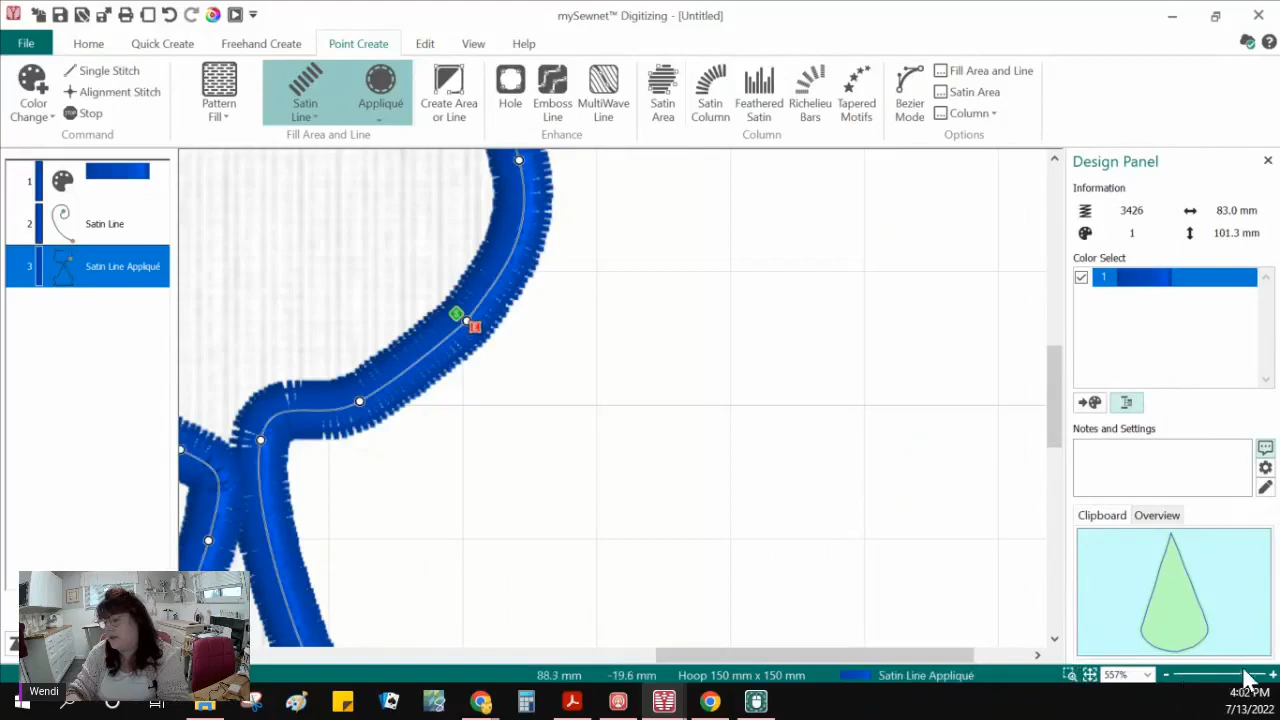 mySewnet™ Digitizing - [Untitled]
File Home Quick Create Freehand Create Point Create Edit View Help
Single Stitch
Alignment Stitch
Stop
Color Change
Command
Pattern Fill
Satin Line
Appliqué
Create Area or Line
Fill Area and Line
Hole
Emboss Line
MultiWave Line
Enhance
Satin Area
Satin Column
Feathered Satin
Richelieu Bars
Tapered Motifs
Column
Bezier Mode
Fill Area and Line
Satin Area
Column
Options
1
2 Satin Line
3 Satin Line Appliqué
Design Panel
Information
3426 83.0 mm
1 101.3 mm
Color Select
1
Notes and Settings
Clipboard Overview
88.3 mm -19.6 mm Hoop 150 mm x 150 mm Satin Line Appliqué 557%
Wendi
4:02 PM
7/13/2022